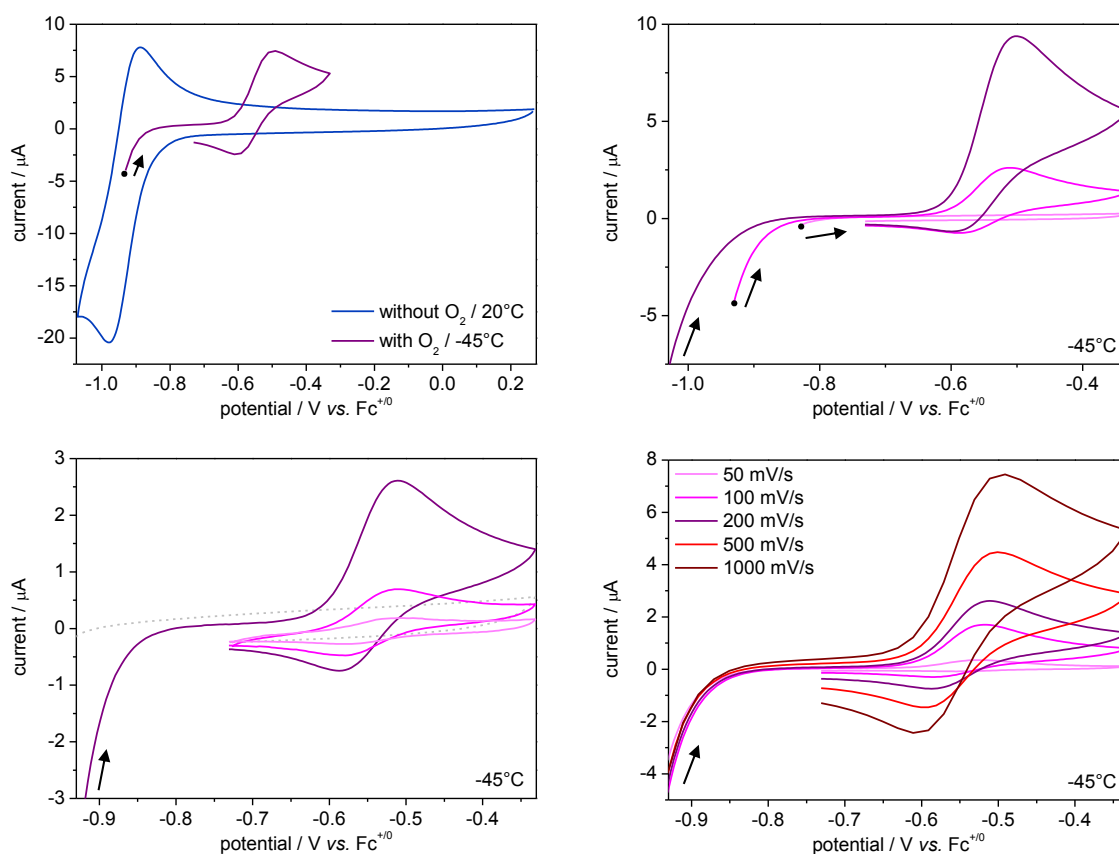 10
5
0
-5
-10
-15
-20
current / µA
without O₂ / 20°C
with O₂ / -45°C
-1.0 -0.8 -0.6 -0.4 -0.2 0.0 0.2
potential / V vs. Fc⁺/⁰
10
5
0
-5
current / µA
-45°C
-1.0 -0.8 -0.6 -0.4
potential / V vs. Fc⁺/⁰
3
2
1
0
-1
-2
-3
current / µA
-45°C
-0.9 -0.8 -0.7 -0.6 -0.5 -0.4
potential / V vs. Fc⁺/⁰
8
6
4
2
0
-2
-4
current / µA
50 mV/s
100 mV/s
200 mV/s
500 mV/s
1000 mV/s
-45°C
-0.9 -0.8 -0.7 -0.6 -0.5 -0.4
potential / V vs. Fc⁺/⁰